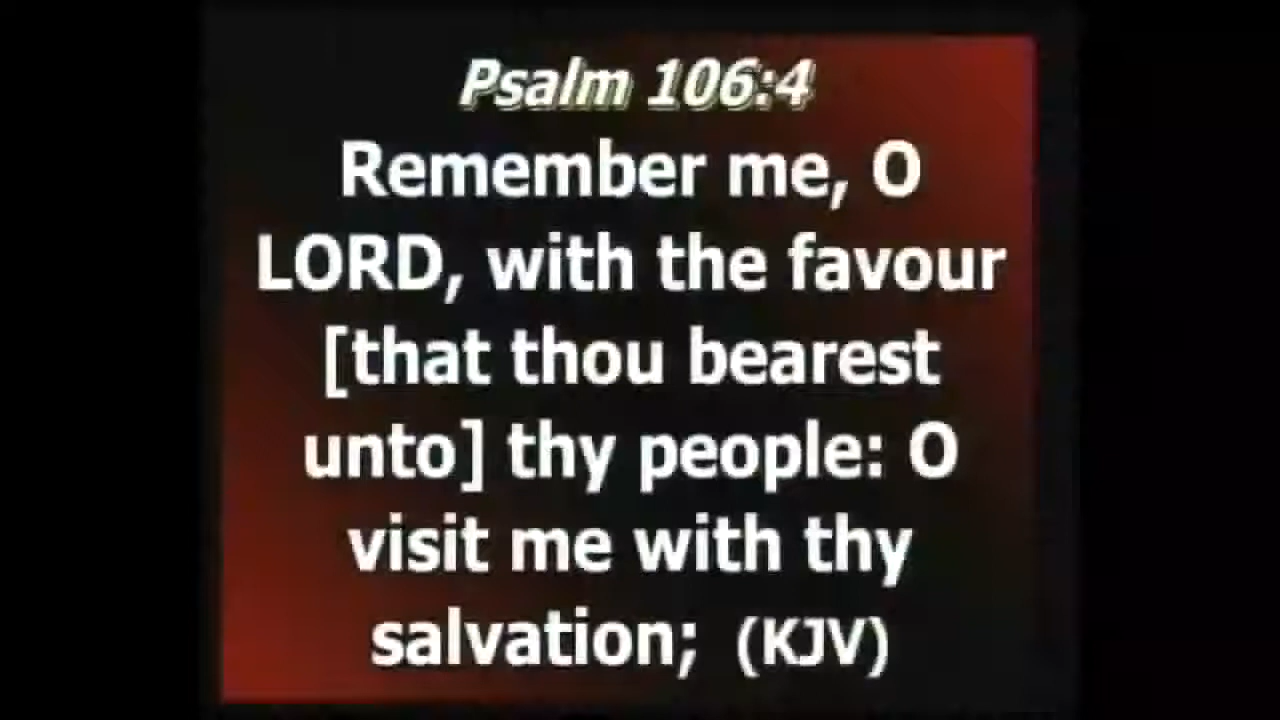 Psalm 106:4
Remember me, O
LORD, with the favour
[that thou bearest
unto] thy people: O
visit me with thy
salvation; (KJV)